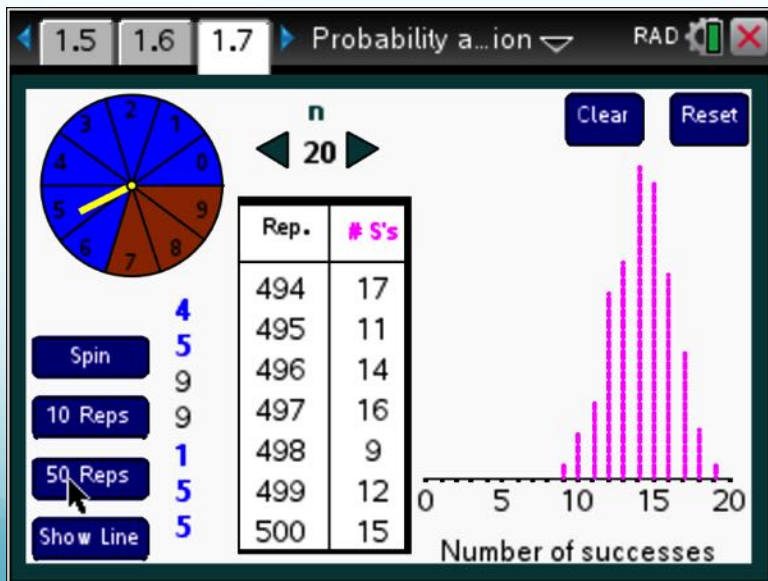 1.5 1.6 1.7 Probability a...ion RAD
2
3 1
4 0
5 9
6 8
7
n
20
Clear Reset
Rep. # S's
494 17
495 11
496 14
497 16
498 9
499 12
500 15
Spin
10 Reps
50 Reps
Show Line
4
5
9
9
1
5
5
0 5 10 15 20
Number of successes